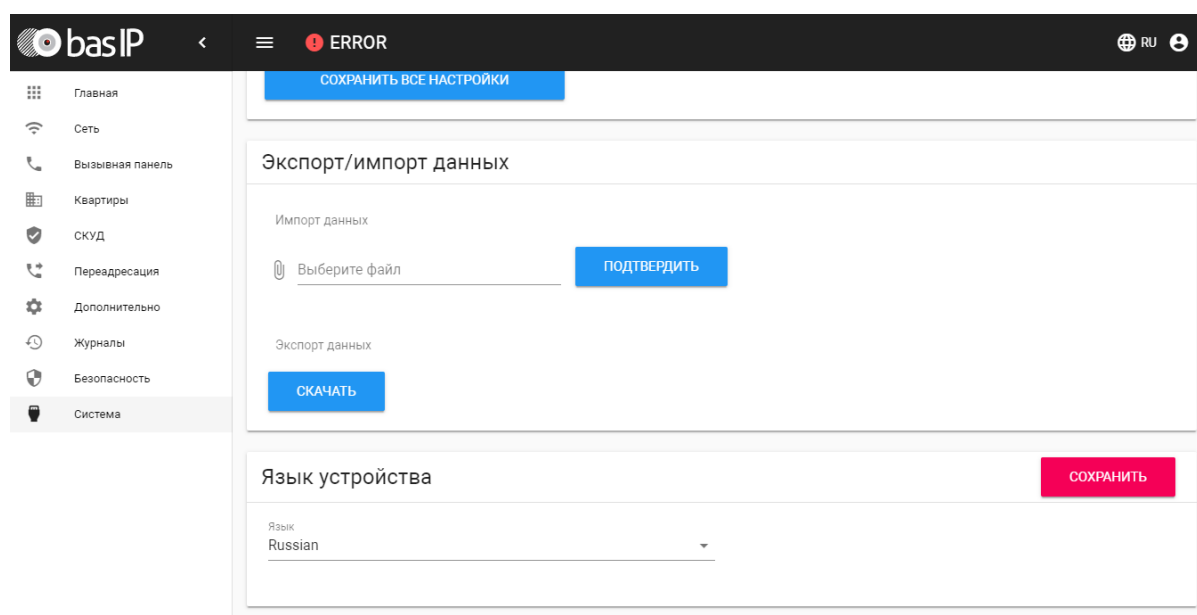 basIP
ERROR
RU
СОХРАНИТЬ ВСЕ НАСТРОЙКИ
Главная
Сеть
Вызывная панель
Квартиры
СКУД
Переадресация
Дополнительно
Журналы
Безопасность
Система
Экспорт/импорт данных
Импорт данных
Выберите файл
ПОДТВЕРДИТЬ
Экспорт данных
СКАЧАТЬ
Язык устройства
СОХРАНИТЬ
Язык
Russian